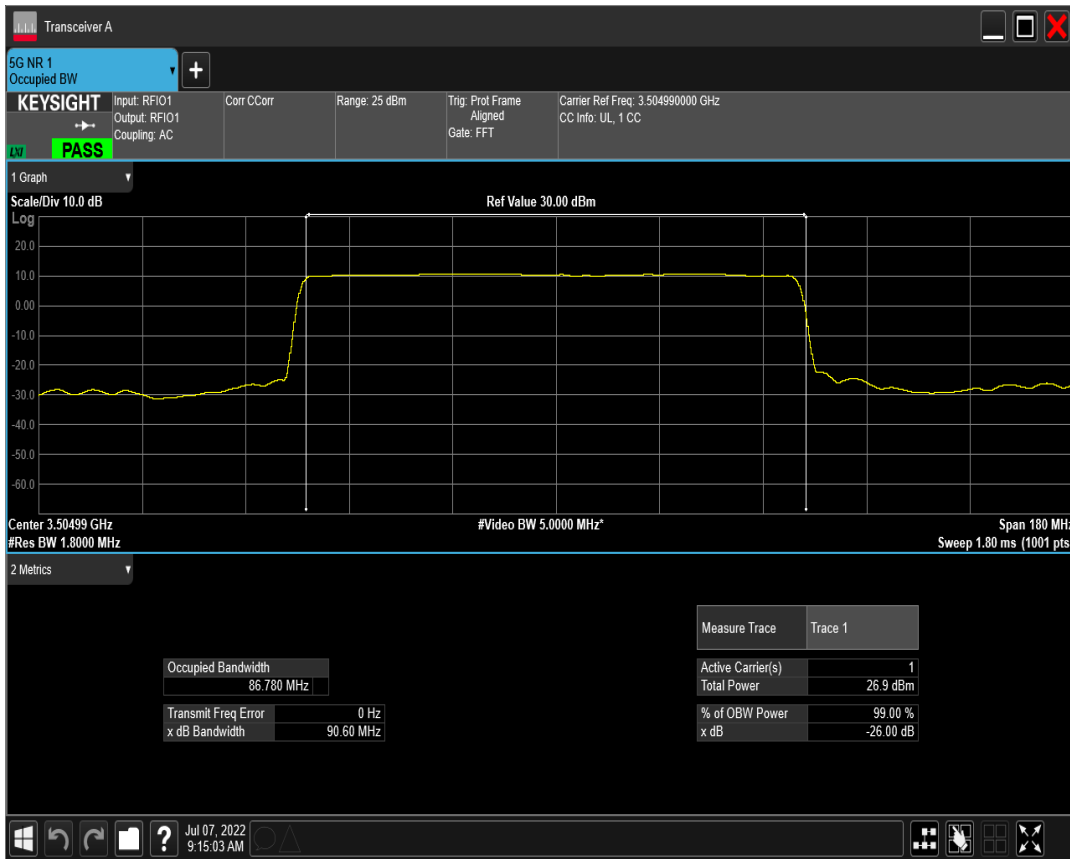 Transceiver A
5G NR 1
Occupied BW
+
KEYSIGHT
LXI
PASS
Input: RFIO1
Output: RFIO1
Coupling: AC
Corr CCorr
Range: 25 dBm
Trig: Prot Frame
Aligned
Gate: FFT
Carrier Ref Freq: 3.504990000 GHz
CC Info: UL, 1 CC
1 Graph
Scale/Div 10.0 dB
Ref Value 30.00 dBm
Log
20.0
10.0
0.00
-10.0
-20.0
-30.0
-40.0
-50.0
-60.0
Center 3.50499 GHz
#Video BW 5.0000 MHz*
Span 180 MHz
#Res BW 1.8000 MHz
Sweep 1.80 ms (1001 pts
2 Metrics
Measure Trace Trace 1
Occupied Bandwidth
86.780 MHz
Active Carrier(s) 1
Total Power 26.9 dBm
Transmit Freq Error 0 Hz
x dB Bandwidth 90.60 MHz
% of OBW Power 99.00 %
x dB -26.00 dB
?
Jul 07, 2022
9:15:03 AM